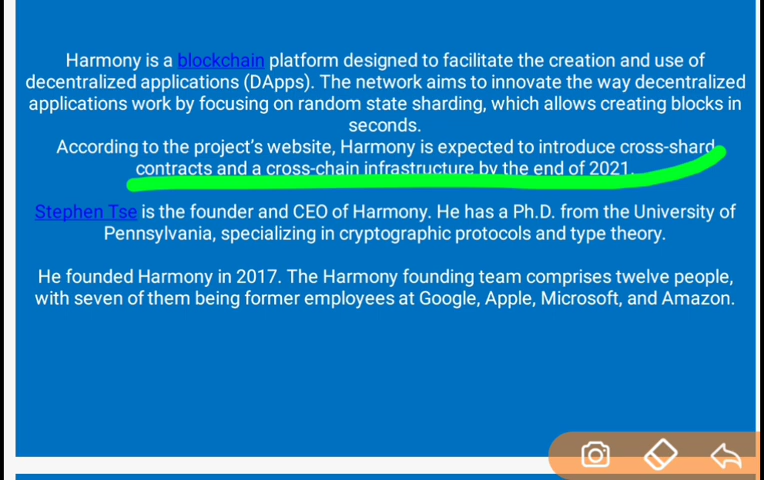 Harmony is a blockchain platform designed to facilitate the creation and use of
decentralized applications (DApps). The network aims to innovate the way decentralized
applications work by focusing on random state sharding, which allows creating blocks in
seconds.
According to the project's website, Harmony is expected to introduce cross-shard
contracts and a cross-chain infrastructure by the end of 2021.
Stephen Tse is the founder and CEO of Harmony. He has a Ph.D. from the University of
Pennsylvania, specializing in cryptographic protocols and type theory.
He founded Harmony in 2017. The Harmony founding team comprises twelve people,
with seven of them being former employees at Google, Apple, Microsoft, and Amazon.